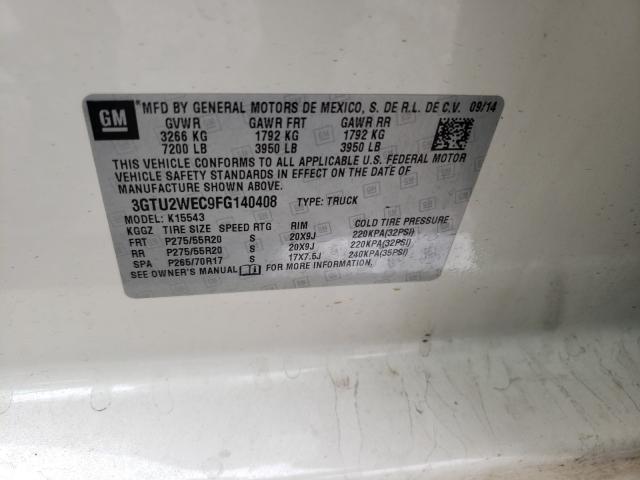 GM *MFD BY GENERAL MOTORS DE MEXICO, S. DE R.L. DE C.V. 09/14
GVWR GAWR FRT GAWR RR
3266 KG 1792 KG 1792 KG
7200 LB 3950 LB 3950 LB
THIS VEHICLE CONFORMS TO ALL APPLICABLE U.S. FEDERAL MOTOR
VEHICLE SAFETY STANDARDS IN EFFECT ON THE DATE OF MANUFACTURE
SHOWN ABOVE.
3GTU2WEC9FG140408 TYPE: TRUCK
MODEL: K15543
KGGZ TIRE SIZE SPEED RTG RIM COLD TIRE PRESSURE
FRT P275/55R20 S 20X9J 220KPA(32PSI)
RR P275/55R20 S 20X9J 220KPA(32PSI)
SPA P265/70R17 S 17X7.5J 240KPA(35PSI)
SEE OWNER'S MANUAL FOR MORE INFORMATION.